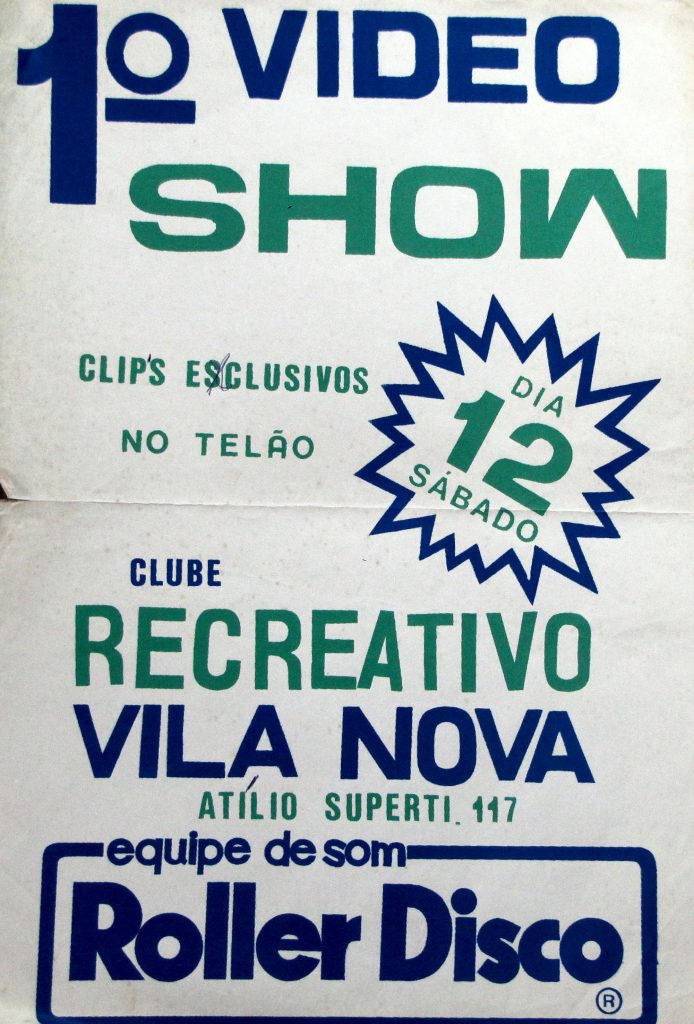 1º VIDEO
SHOW
CLIP'S ESCLUSIVOS
NO TELÃO
DIA
12
SÁBADO
CLUBE
RECREATIVO
VILA NOVA
ATÍLIO SUPERTI. 117
equipe de som
Roller Disco
®